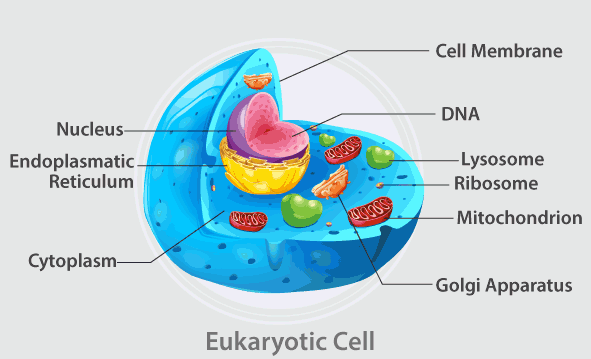 Cell Membrane
DNA
Nucleus
Endoplasmatic
Reticulum
Lysosome
Ribosome
Mitochondrion
Cytoplasm
Golgi Apparatus
Eukaryotic Cell